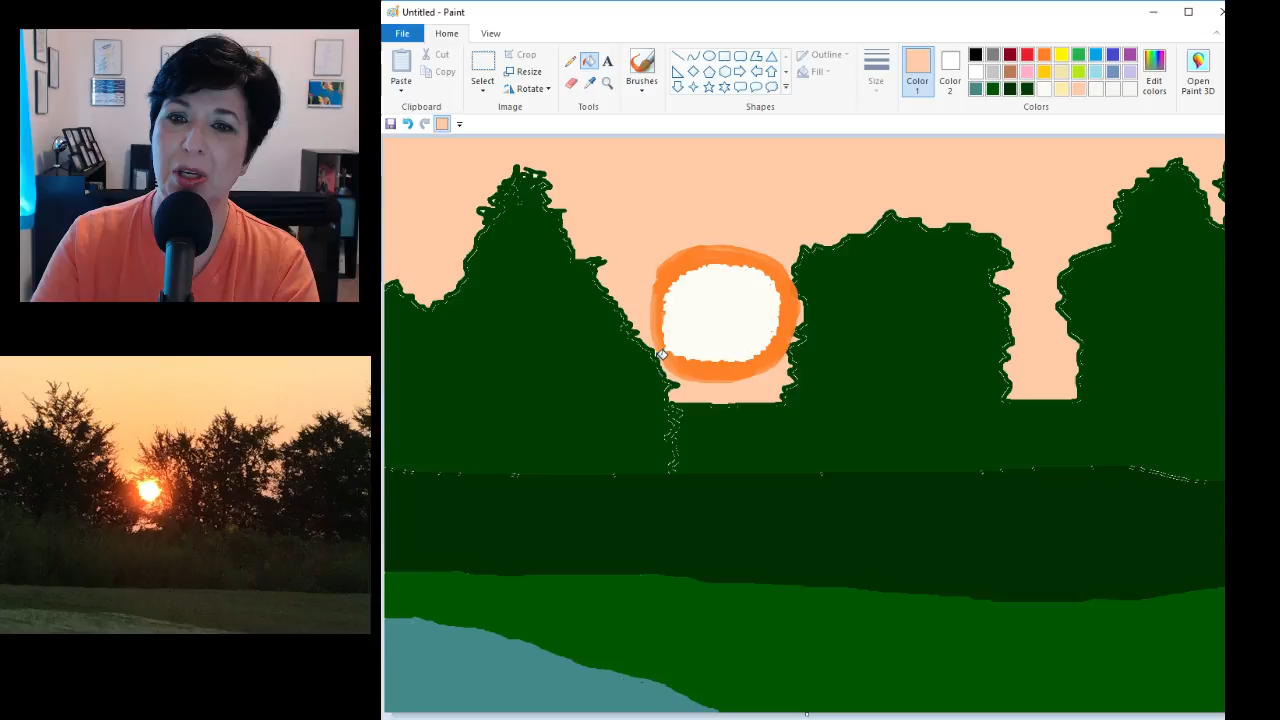 Untitled - Paint
File Home View
Paste
Cut
Copy
Clipboard
Select
Crop
Resize
Rotate
Image
A
Tools
Brushes
Outline
Fill
Shapes
Size
Color
1
Color
2
Edit
colors
Colors
Open
Paint 3D